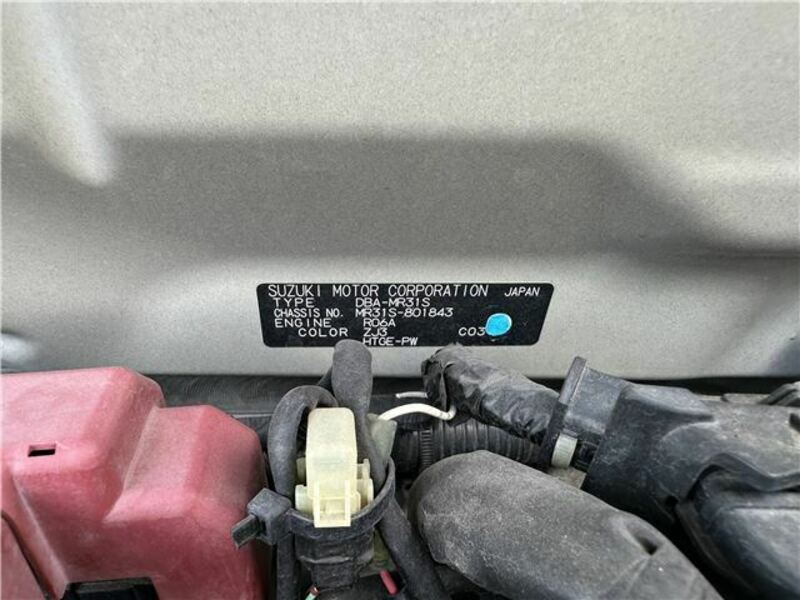 SUZUKI MOTOR CORPORATION JAPAN
TYPE DBA-MR31S
CHASSIS NO. MR31S-801843
ENGINE R06A
COLOR ZJ3 C03
HTGE-PW